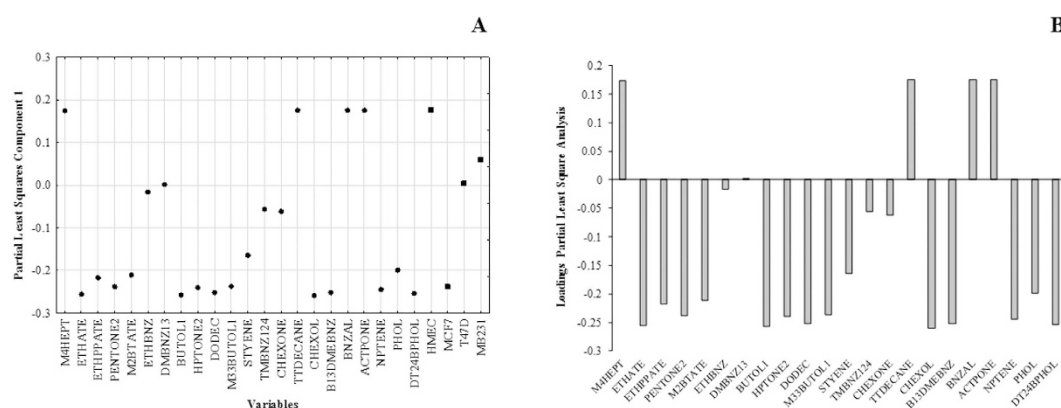 A
0.3
0.2
0.1
0.0
-0.1
-0.2
-0.3
Partial Least Squares Component 1
M4HEPT
ETHATE
ETHPPATE
PENTONE2
M2BTATE
ETHBNZ
DMBNZ13
BUTOL1
HPTONE2
DODEC
M33BUTOL1
STYENE
TMBNZ124
CHEXONE
TTDECANE
CHEXOL
B13DMEBNZ
BNZAL
ACTPONE
NPTENE
PHOL
DT24BPHOL
HMEC
MCF7
T47D
MB231
Variables
B
0.2
0.15
0.1
0.05
0
-0.05
-0.1
-0.15
-0.2
-0.25
-0.3
Loadings Partial Least Square Analysis
M4HEPT
ETHATE
ETHPPATE
PENTONE2
M2BTATE
ETHBNZ
DMBNZ13
BUTOL1
HPTONE2
DODEC
M33BUTOL1
STYENE
TMBNZ124
CHEXONE
TTDECANE
CHEXOL
B13DMEBNZ
BNZAL
ACTPONE
NPTENE
PHOL
DT24BPHOL